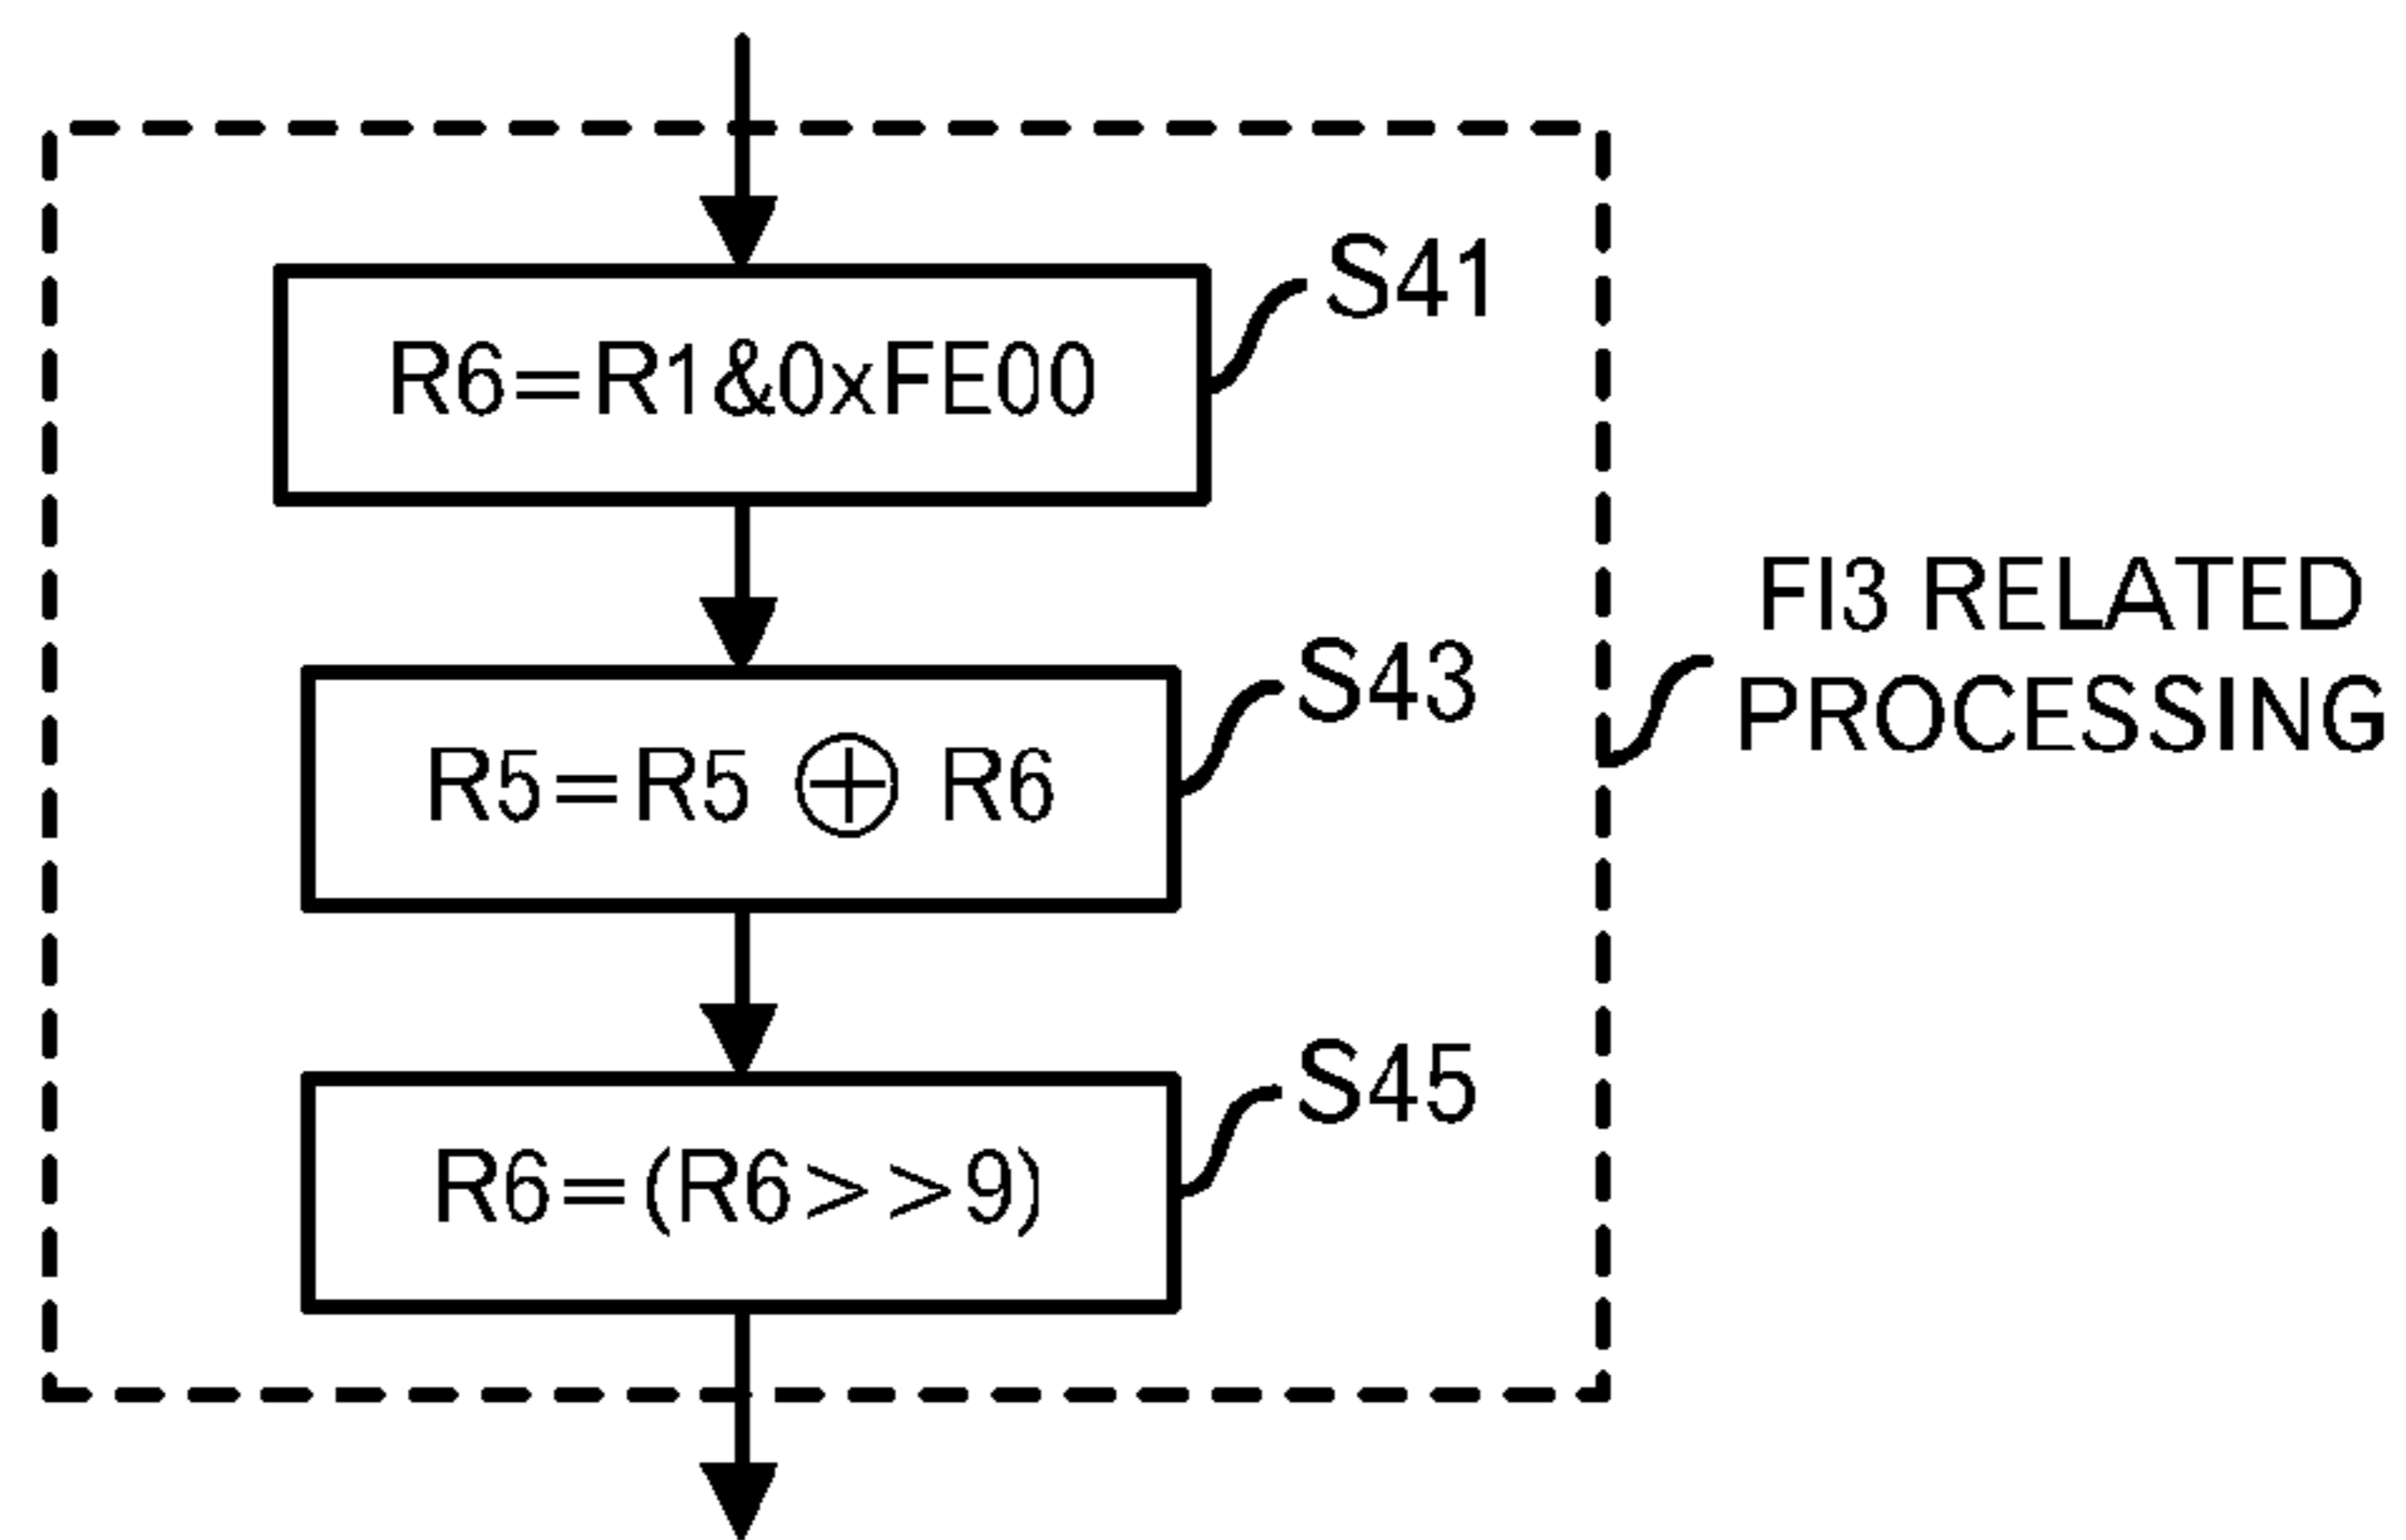 S41
R6=R1&0xFE00
FI3 RELATED
PROCESSING
S43
R5=R5 ⊕ R6
S45
R6=(R6>>9)